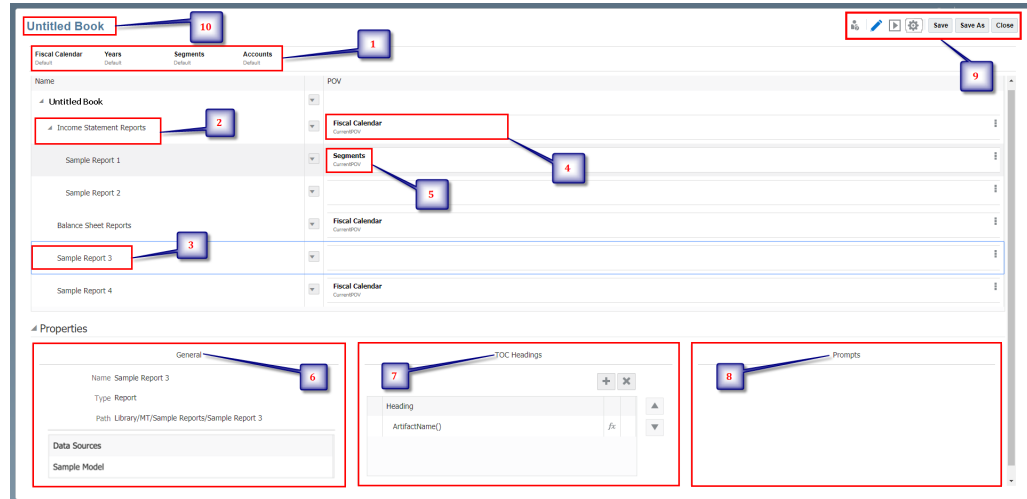 Untitled Book
10
Save Save As Close
Fiscal Calendar Years Segments Accounts
Default Default Default Default
1
9
Name POV
Untitled Book
Income Statement Reports
2
Fiscal Calendar
CurrentPOV
Sample Report 1
Segments
CurrentPOV
4
Sample Report 2
5
Balance Sheet Reports
Fiscal Calendar
CurrentPOV
3
Sample Report 3
Sample Report 4
Fiscal Calendar
CurrentPOV
Properties
General TOC Headings Prompts
6 7 8
Name Sample Report 3
Type Report
Path Library/MT/Sample Reports/Sample Report 3
Data Sources
Sample Model
Heading
ArtifactName() fx